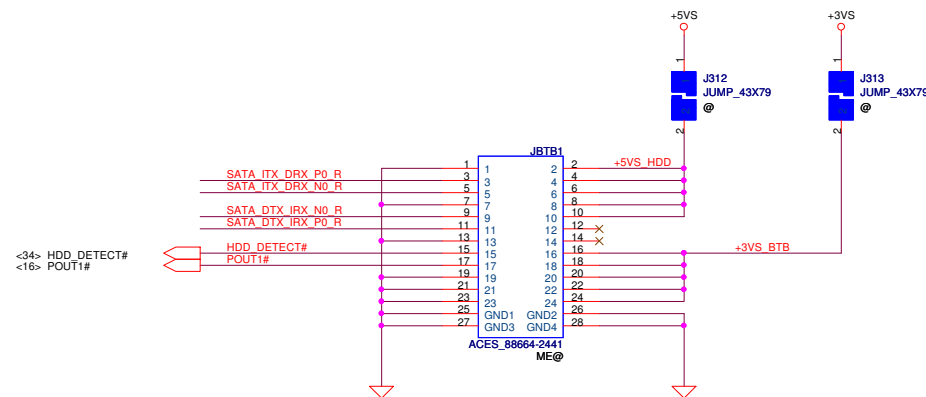 +5VS
+3VS
1
1
J312
J313
JUMP_43X79
JUMP_43X79
@
@
2
2
JBTB1
1 1 2 2 +5VS_HDD
SATA_ITX_DRX_P0_R 3 3 4 4
SATA_ITX_DRX_N0_R 5 5 6 6
7 7 8 8
SATA_DTX_IRX_N0_R 9 9 10 10
SATA_DTX_IRX_P0_R 11 11 12 12
13 13 14 14
<34> HDD_DETECT# HDD_DETECT# 15 15 16 16 +3VS_BTB
<16> POUT1# POUT1# 17 17 18 18
19 19 20 20
21 21 22 22
23 23 24 24
25 GND1 GND2 26
27 GND3 GND4 28
ACES_88664-2441
ME@